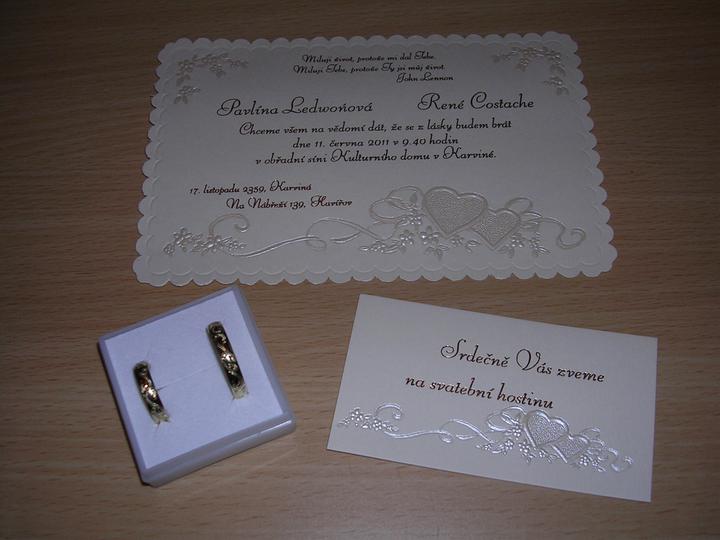 Miluji život, protože mi dal Tebe.
Miluji Tebe, protože Ty jsi můj život.
John Lennon
Pavlína Ledwoňová René Costache
Chceme všem na vědomí dát, že se z lásky budem brát
dne 11. června 2011 v 9.40 hodin
v obřadní síni Kulturního domu v Karviné.
17. listopadu 2359, Karviná
Na Nábřeží 139, Havířov
Srdečně Vás zveme
na svatební hostinu